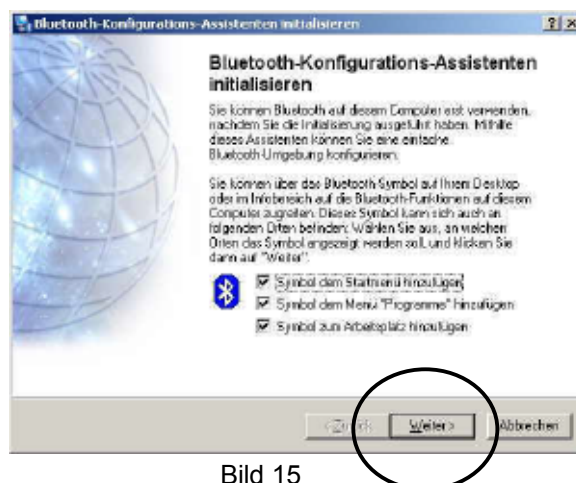 Bluetooth-Konfigurations-Assistenten initialisieren
Bluetooth-Konfigurations-Assistenten
initialisieren
Sie können Bluetooth auf diesem Computer erst verwenden,
nachdem Sie die Initialisierung ausgeführt haben. Mithilfe
dieses Assistenten können Sie eine einfache
Bluetooth-Umgebung konfigurieren.
Sie können über das Bluetooth-Symbol auf Ihrem Desktop
oder im Infobereich auf die Bluetooth-Funktionen auf diesem
Computer zugreifen. Dieses Symbol kann sich auch an
folgenden Orten befinden: Wählen Sie aus, an welchen
Orten das Symbol angezeigt werden soll, und klicken Sie
dann auf "Weiter".
Symbol dem Startmenü hinzufügen
Symbol dem Menü "Programme" hinzufügen
Symbol zum Arbeitsplatz hinzufügen
< Zurück Weiter > Abbrechen
Bild 15